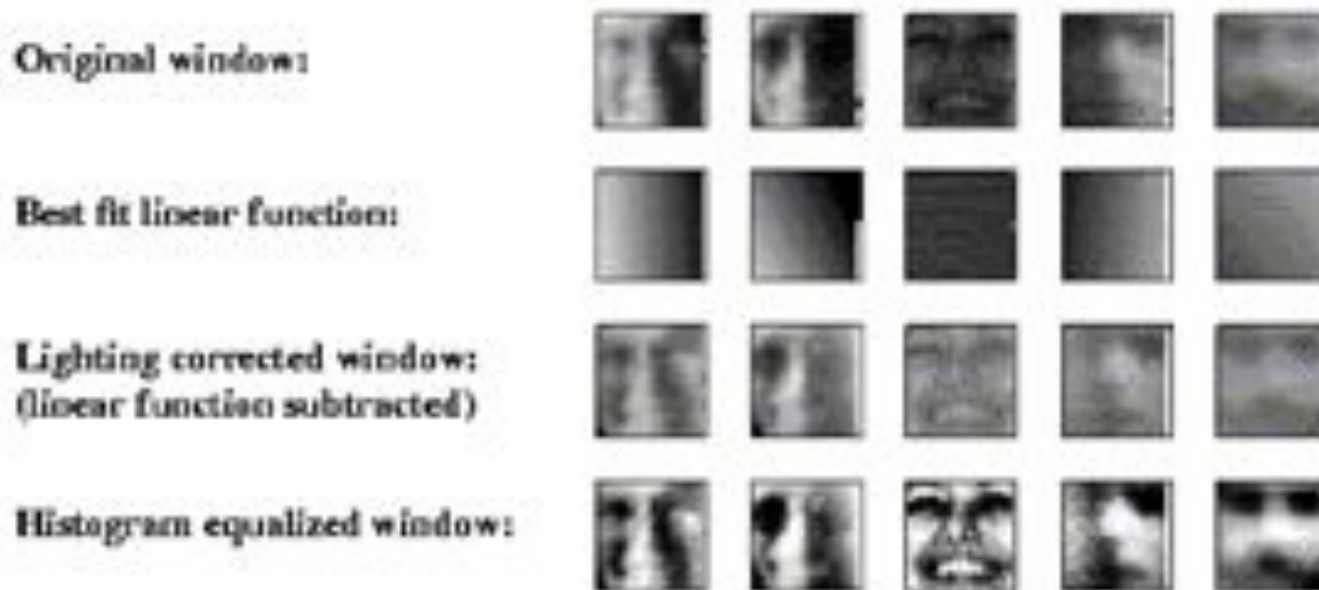 Original window:
Best fit linear function:
Lighting corrected window:
(linear function subtracted)
Histogram equalized window: